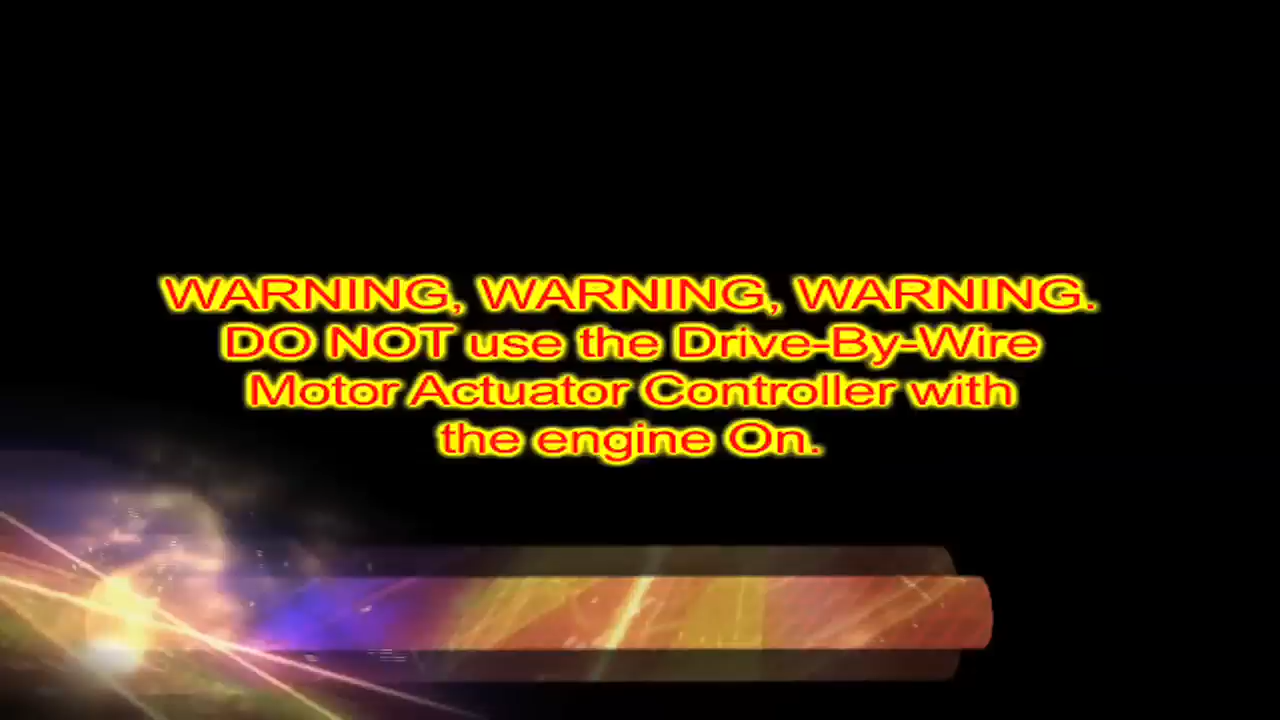 WARNING, WARNING, WARNING.
DO NOT use the Drive-By-Wire
Motor Actuator Controller with
the engine On.